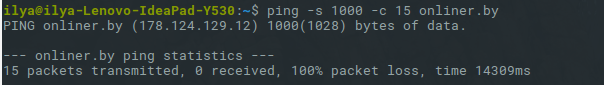 ilya@ilya-Lenovo-IdeaPad-Y530:~$ ping -s 1000 -c 15 onliner.by
PING onliner.by (178.124.129.12) 1000(1028) bytes of data.
--- onliner.by ping statistics ---
15 packets transmitted, 0 received, 100% packet loss, time 14309ms